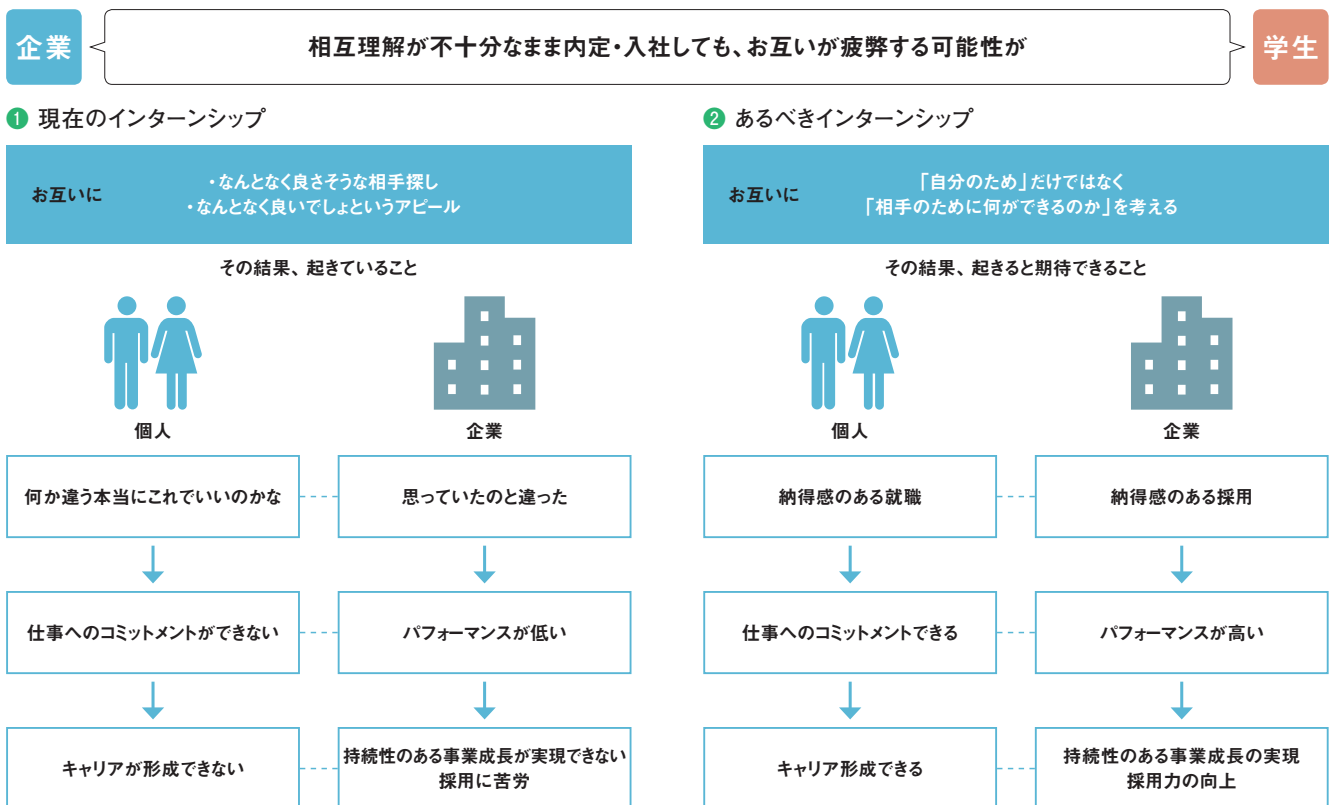 企業
相互理解が不十分なまま内定・入社しても、お互いが疲弊する可能性が
学生
1 現在のインターンシップ
お互いに
・なんとなく良さそうな相手探し
・なんとなく良いでしょというアピール
その結果、起きていること
個人
企業
何か違う本当にこれでいいのかな
思っていたのと違った
仕事へのコミットメントができない
パフォーマンスが低い
キャリアが形成できない
持続性のある事業成長が実現できない
採用に苦労
2 あるべきインターンシップ
お互いに
「自分のため」だけではなく
「相手のために何ができるのか」を考える
その結果、起きると期待できること
個人
企業
納得感のある就職
納得感のある採用
仕事へのコミットメントできる
パフォーマンスが高い
キャリア形成できる
持続性のある事業成長の実現
採用力の向上